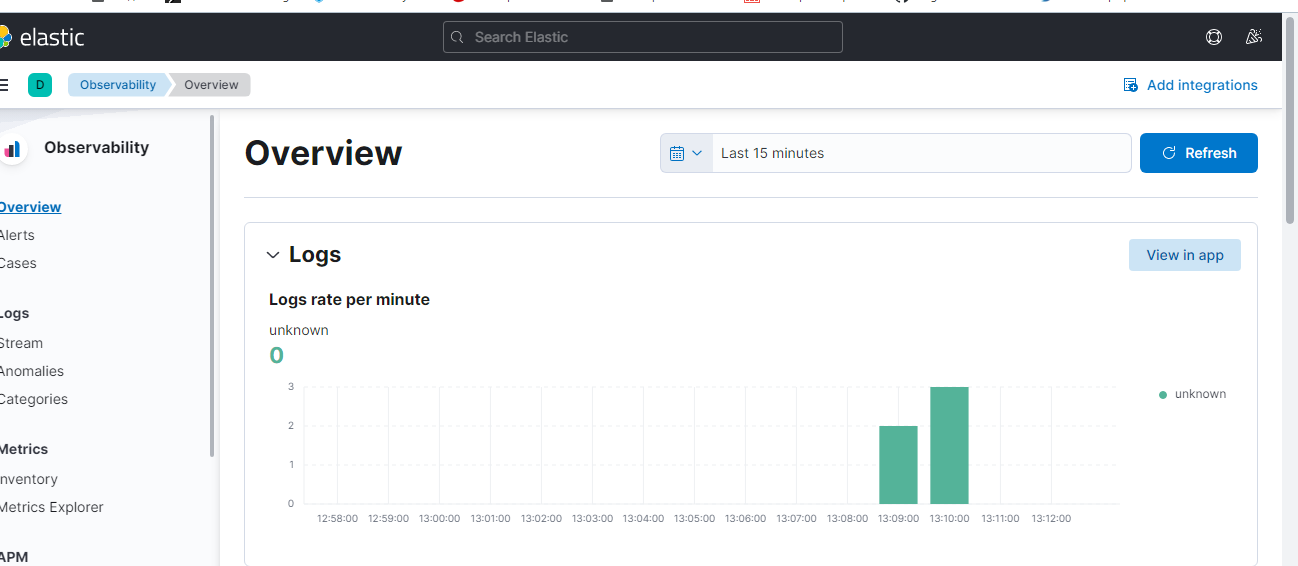 elastic
Search Elastic
D
Observability
Overview
Add integrations
Observability
Overview
Alerts
Cases
Logs
Stream
Anomalies
Categories
Metrics
Inventory
Metrics Explorer
APM
Overview
Last 15 minutes
Refresh
Logs
View in app
Logs rate per minute
unknown
0
3
2
1
0
12:58:00 12:59:00 13:00:00 13:01:00 13:02:00 13:03:00 13:04:00 13:05:00 13:06:00 13:07:00 13:08:00 13:09:00 13:10:00 13:11:00 13:12:00
unknown